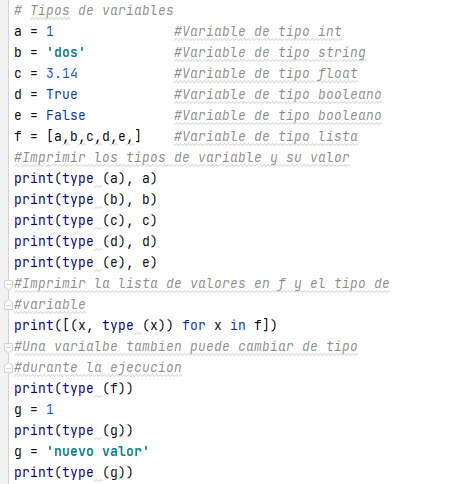 # Tipos de variables
a = 1               #Variable de tipo int
b = 'dos'           #Variable de tipo string
c = 3.14            #Variable de tipo float
d = True            #Variable de tipo booleano
e = False           #Variable de tipo booleano
f = [a,b,c,d,e,]    #Variable de tipo lista
#Imprimir los tipos de variable y su valor
print(type (a), a)
print(type (b), b)
print(type (c), c)
print(type (d), d)
print(type (e), e)
#Imprimir la lista de valores en f y el tipo de
#variable
print([(x, type (x)) for x in f])
#Una varialbe tambien puede cambiar de tipo
#durante la ejecucion
print(type (f))
g = 1
print(type (g))
g = 'nuevo valor'
print(type (g))